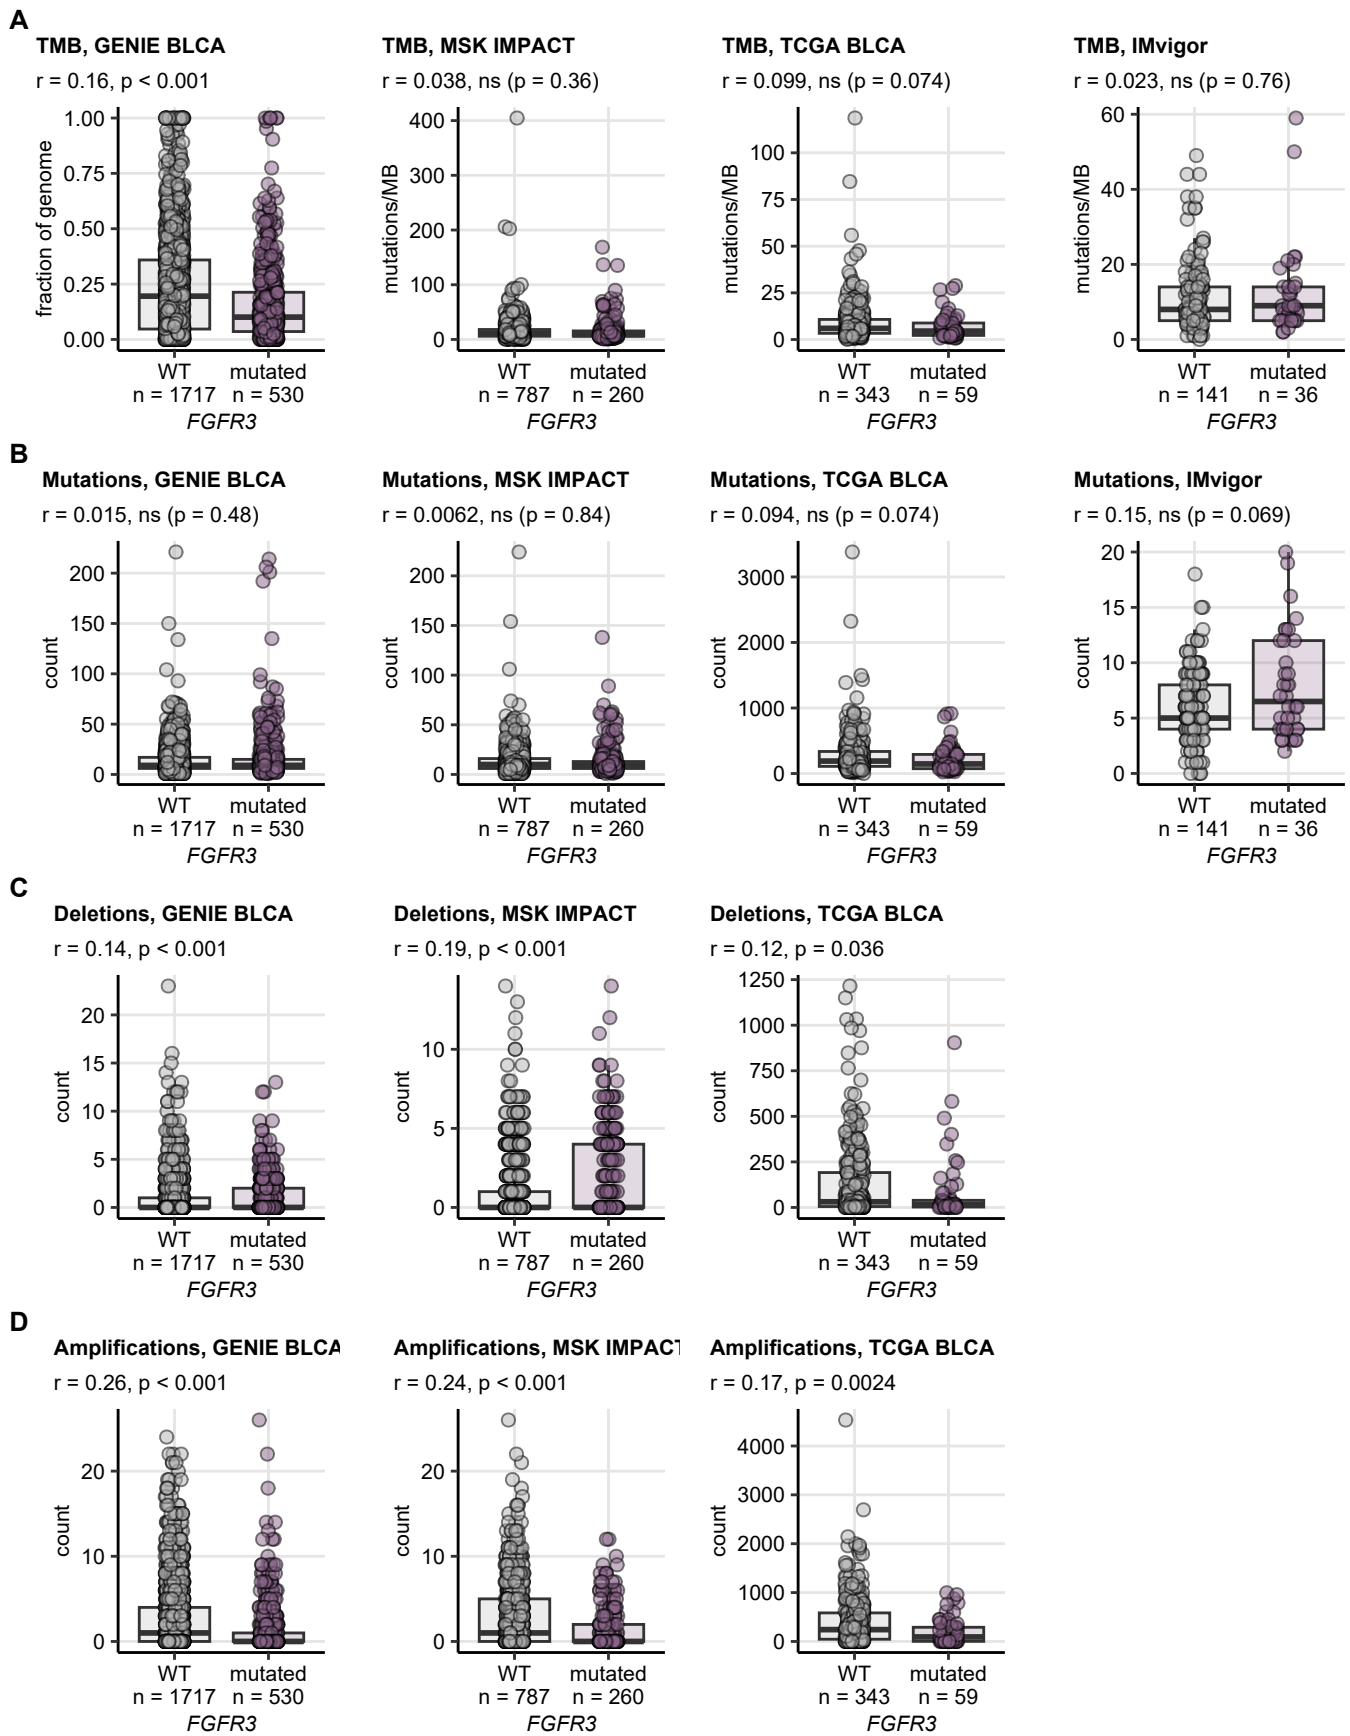 A
TMB, GENIE BLCA
r = 0.16, p < 0.001
fraction of genome
1.00
0.75
0.50
0.25
0.00
WT
n = 1717
mutated
n = 530
FGFR3
TMB, MSK IMPACT
r = 0.038, ns (p = 0.36)
mutations/MB
400
300
200
100
0
WT
n = 787
mutated
n = 260
FGFR3
TMB, TCGA BLCA
r = 0.099, ns (p = 0.074)
mutations/MB
100
75
50
25
0
WT
n = 343
mutated
n = 59
FGFR3
TMB, IMvigor
r = 0.023, ns (p = 0.76)
mutations/MB
60
40
20
0
WT
n = 141
mutated
n = 36
FGFR3
B
Mutations, GENIE BLCA
r = 0.015, ns (p = 0.48)
count
200
150
100
50
0
WT
n = 1717
mutated
n = 530
FGFR3
Mutations, MSK IMPACT
r = 0.0062, ns (p = 0.84)
count
200
150
100
50
0
WT
n = 787
mutated
n = 260
FGFR3
Mutations, TCGA BLCA
r = 0.094, ns (p = 0.074)
count
3000
2000
1000
0
WT
n = 343
mutated
n = 59
FGFR3
Mutations, IMvigor
r = 0.15, ns (p = 0.069)
count
20
15
10
5
0
WT
n = 141
mutated
n = 36
FGFR3
C
Deletions, GENIE BLCA
r = 0.14, p < 0.001
count
20
15
10
5
0
WT
n = 1717
mutated
n = 530
FGFR3
Deletions, MSK IMPACT
r = 0.19, p < 0.001
count
10
5
0
WT
n = 787
mutated
n = 260
FGFR3
Deletions, TCGA BLCA
r = 0.12, p = 0.036
count
1250
1000
750
500
250
0
WT
n = 343
mutated
n = 59
FGFR3
D
Amplifications, GENIE BLCA
r = 0.26, p < 0.001
count
20
10
0
WT
n = 1717
mutated
n = 530
FGFR3
Amplifications, MSK IMPACT
r = 0.24, p < 0.001
count
20
10
0
WT
n = 787
mutated
n = 260
FGFR3
Amplifications, TCGA BLCA
r = 0.17, p = 0.0024
count
4000
3000
2000
1000
0
WT
n = 343
mutated
n = 59
FGFR3